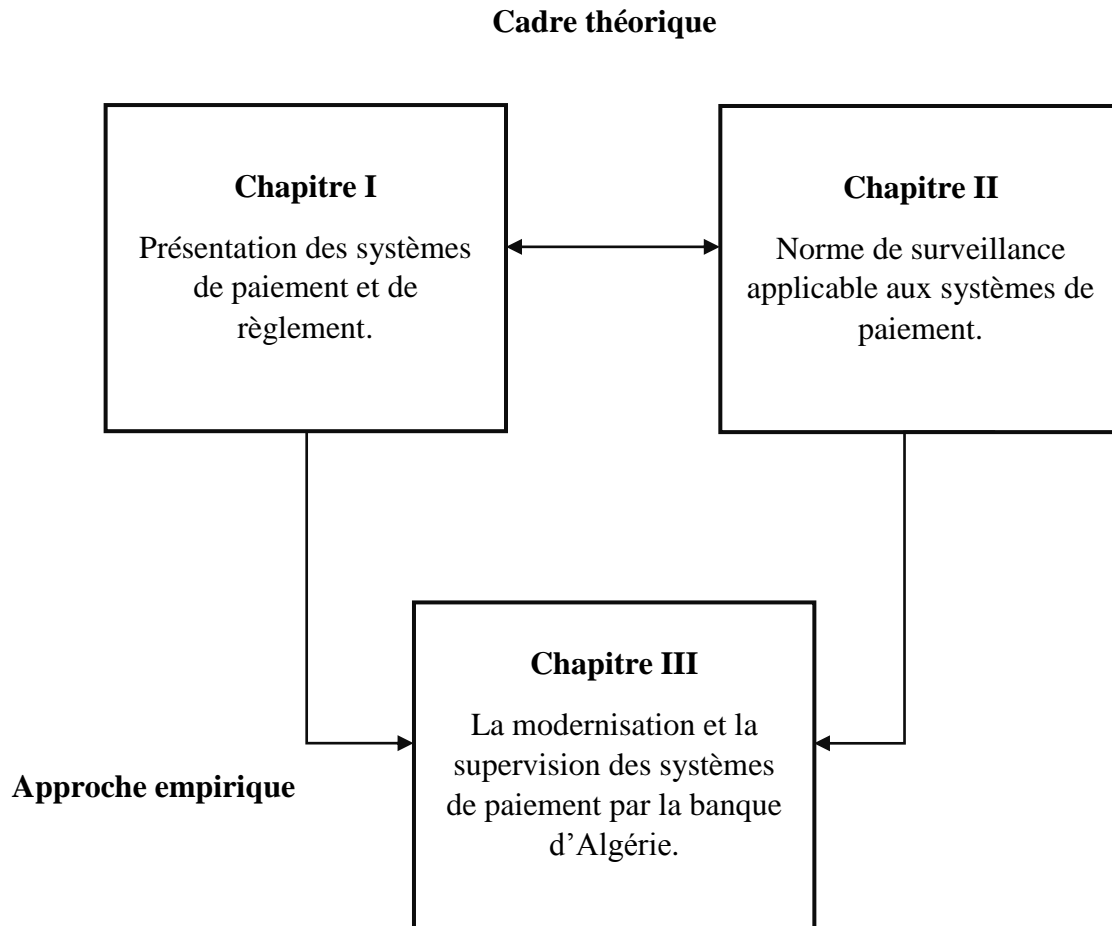 Cadre théorique
Chapitre I
Présentation des systèmes
de paiement et de
règlement.
Chapitre II
Norme de surveillance
applicable aux systèmes de
paiement.
Chapitre III
La modernisation et la
supervision des systèmes
de paiement par la banque
d’Algérie.
Approche empirique